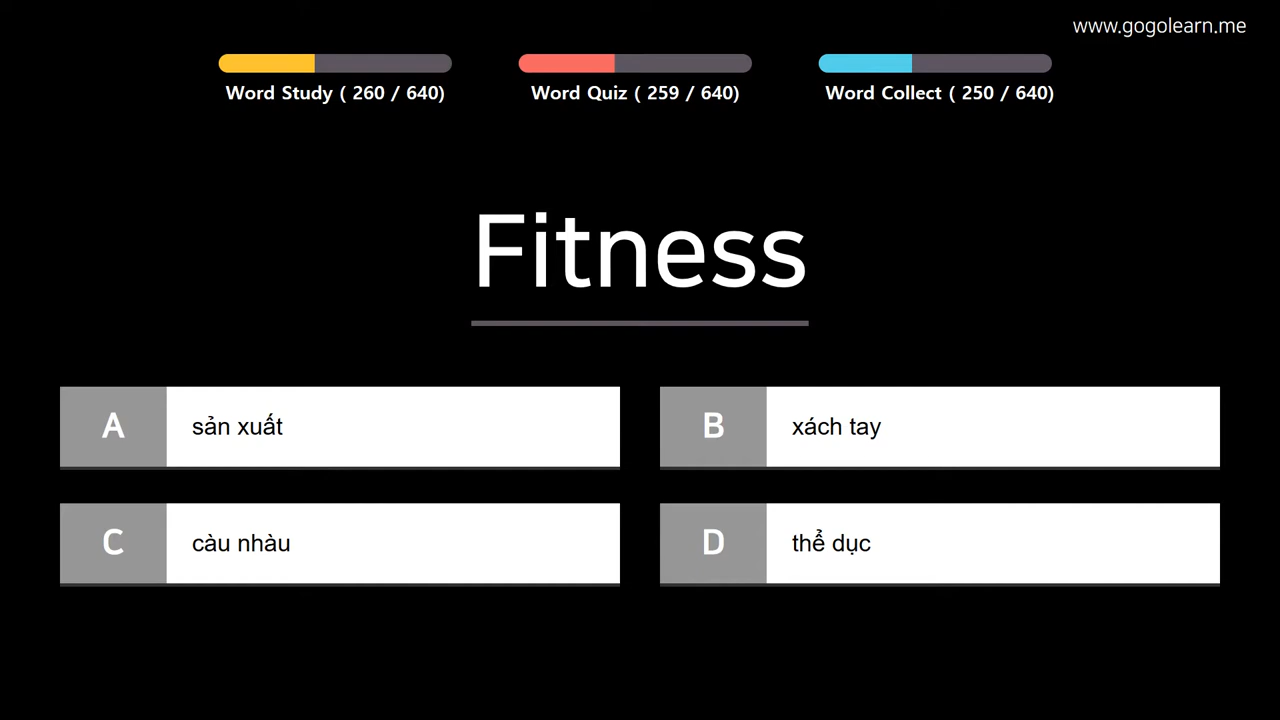 www.gogolearn.me
Word Study ( 260 / 640)
Word Quiz ( 259 / 640)
Word Collect ( 250 / 640)
Fitness
A sản xuất
B xách tay
C càu nhàu
D thể dục